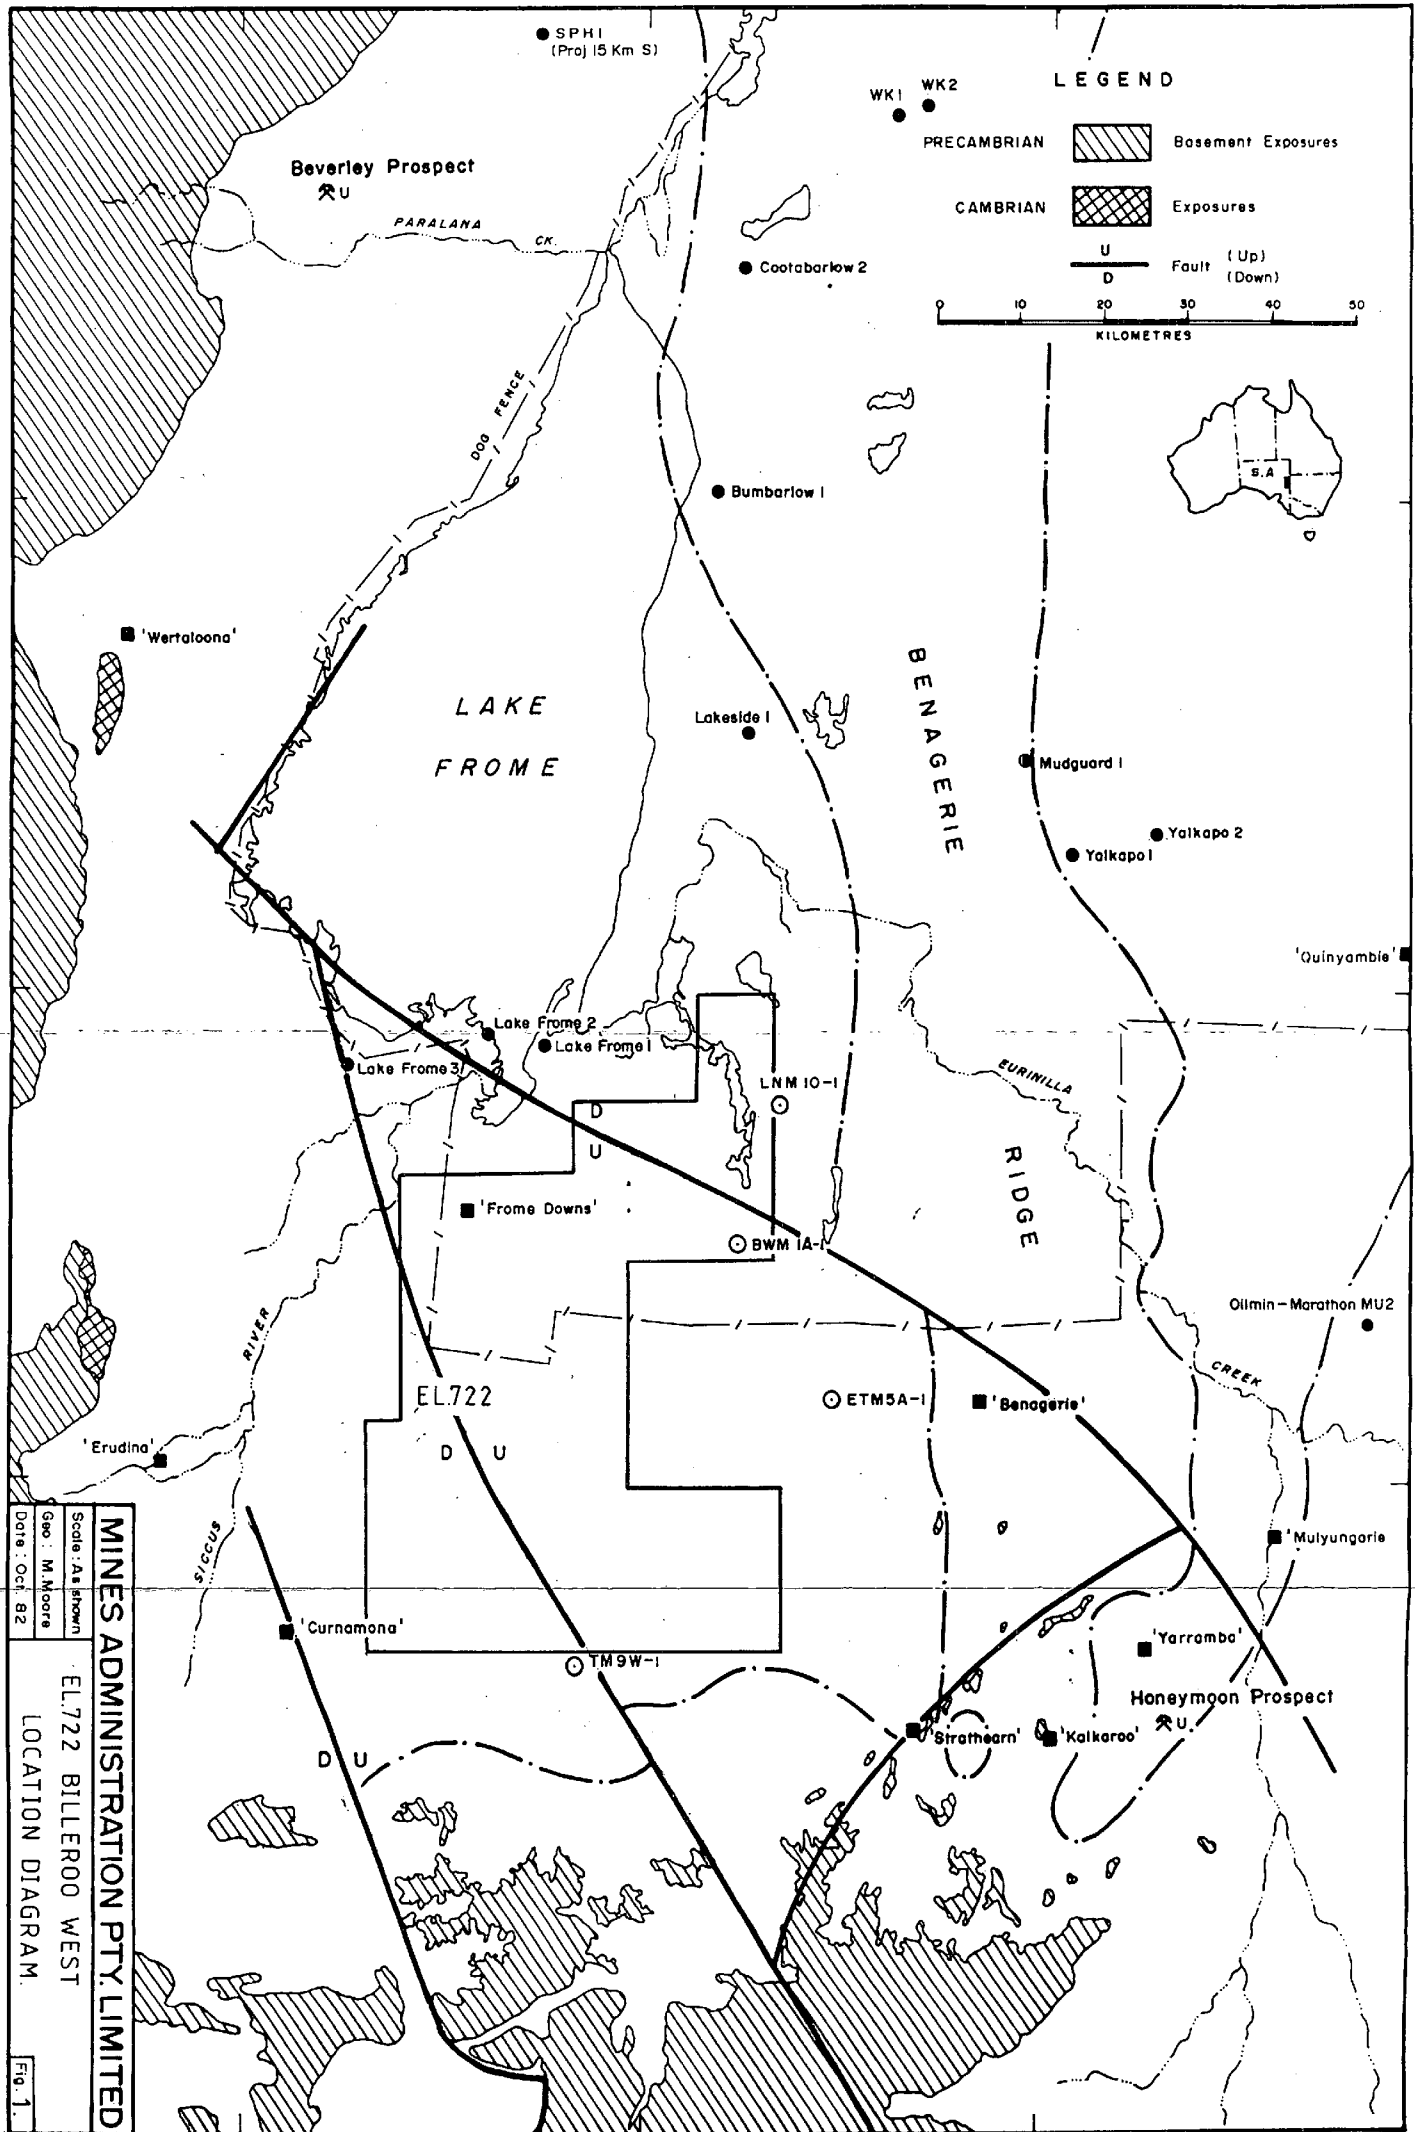 SPH1
(Proj 15 Km S)
LEGEND
WK1
WK2
PRECAMBRIAN
Basement Exposures
CAMBRIAN
Exposures
U
D
Fault
(Up)
(Down)
0 10 20 30 40 50
KILOMETRES
Beverley Prospect
U
PARALANA
CK.
Cootabarlow 2
DOG FENCE
S.A
Bumbarlow 1
'Wertaloona'
LAKE
FROME
BENAGERIE
RIDGE
Lakeside 1
Mudguard 1
Yalkapo 2
Yalkapo 1
'Quinyambie'
Lake Frome 2
Lake Frome 1
Lake Frome 3
LNM 10-1
EURINILLA
D
U
'Frome Downs'
BWM 1A-1
Oilmin-Marathon MU2
RIVER
CREEK
EL.722
ETM5A-1
'Benagerie'
D U
'Erudina'
SICCUS
'Mulyungarie
'Curnamona'
TM9W-1
'Yarramba'
Honeymoon Prospect
U
'Strathearn'
'Kalkaroo'
D U
MINES ADMINISTRATION PTY. LIMITED
Scale : As shown
Geo : M.Moore
Date : Oct. 82
EL.722 BILLEROO WEST
LOCATION DIAGRAM.
Fig. 1.